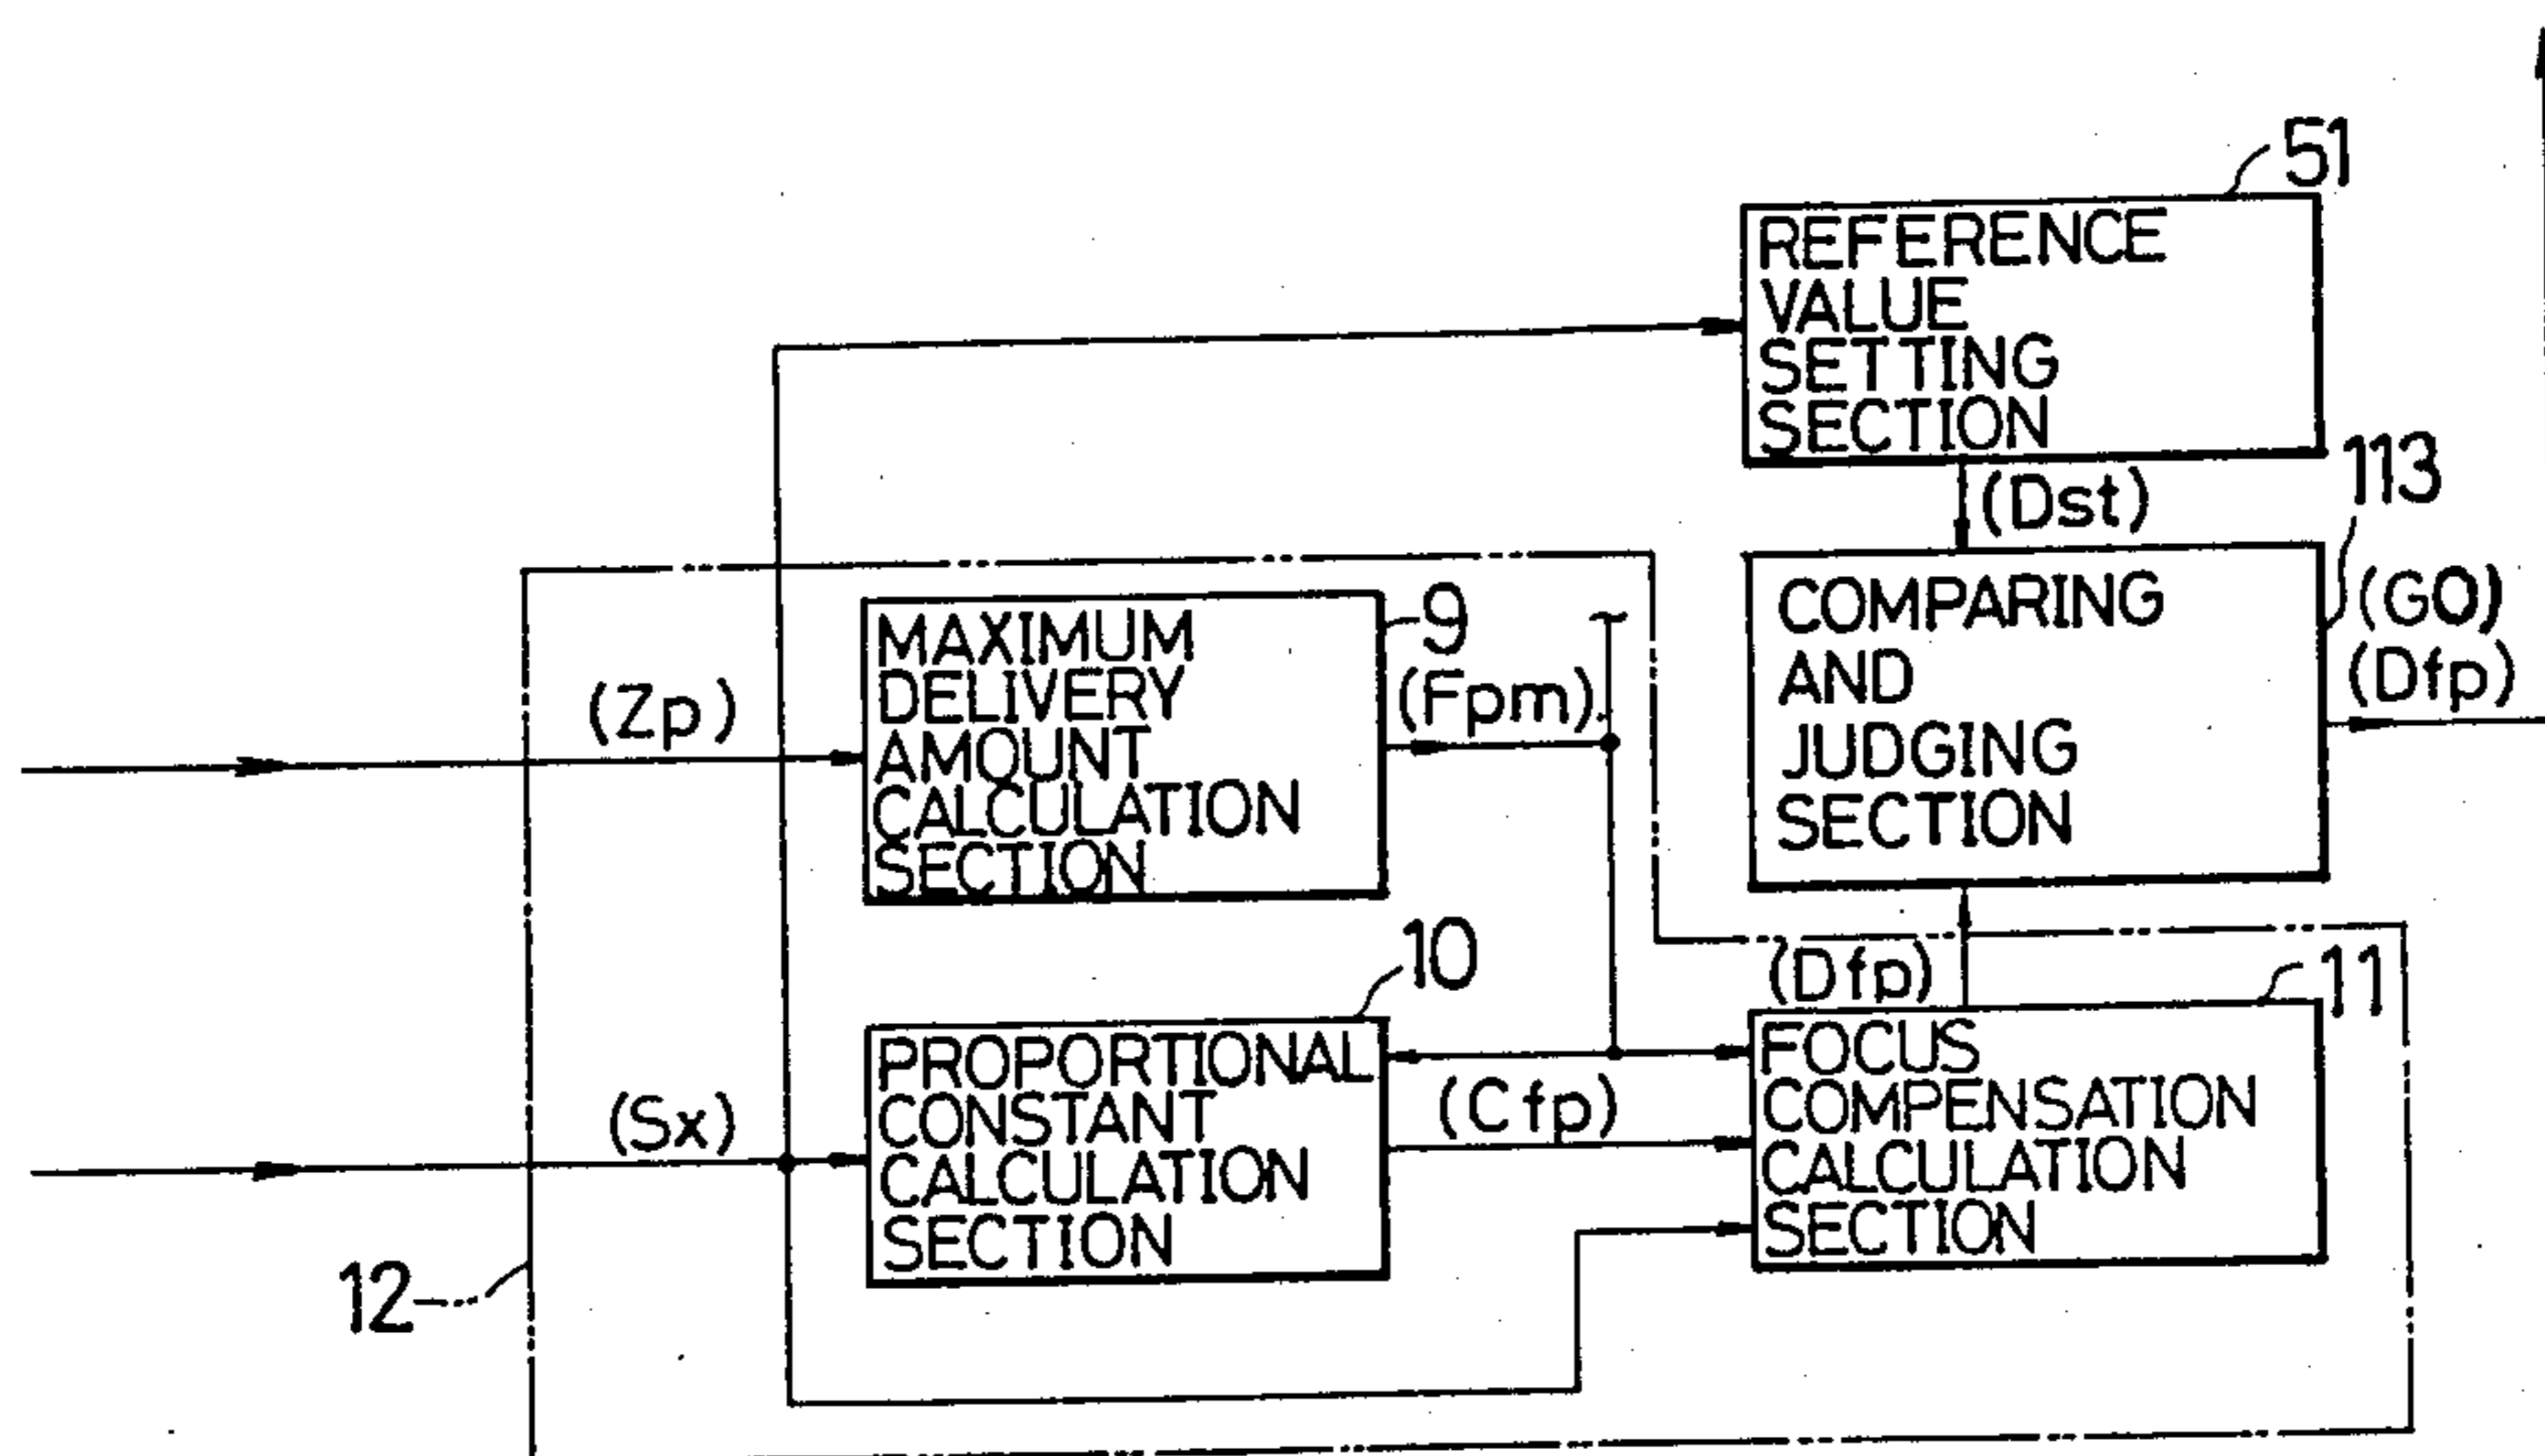 51
REFERENCE
VALUE
SETTING
SECTION
(Dst)
113
COMPARING
AND
JUDGING
SECTION
(GO)
(Dfp)
9
MAXIMUM
DELIVERY
AMOUNT
CALCULATION
SECTION
(Zp)
(Fpm)
10
PROPORTIONAL
CONSTANT
CALCULATION
SECTION
(Sx)
(Cfp)
(Dfp)
11
FOCUS
COMPENSATION
CALCULATION
SECTION
12